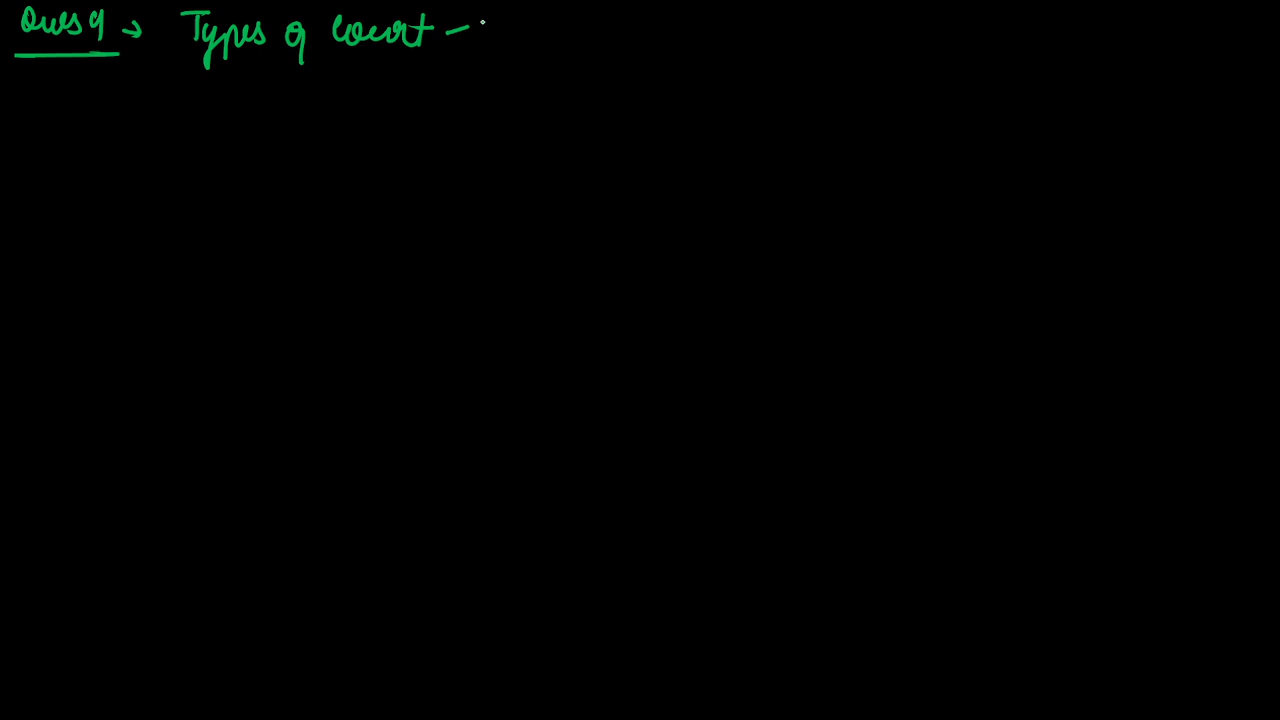 Ques 9 → Types of Court -